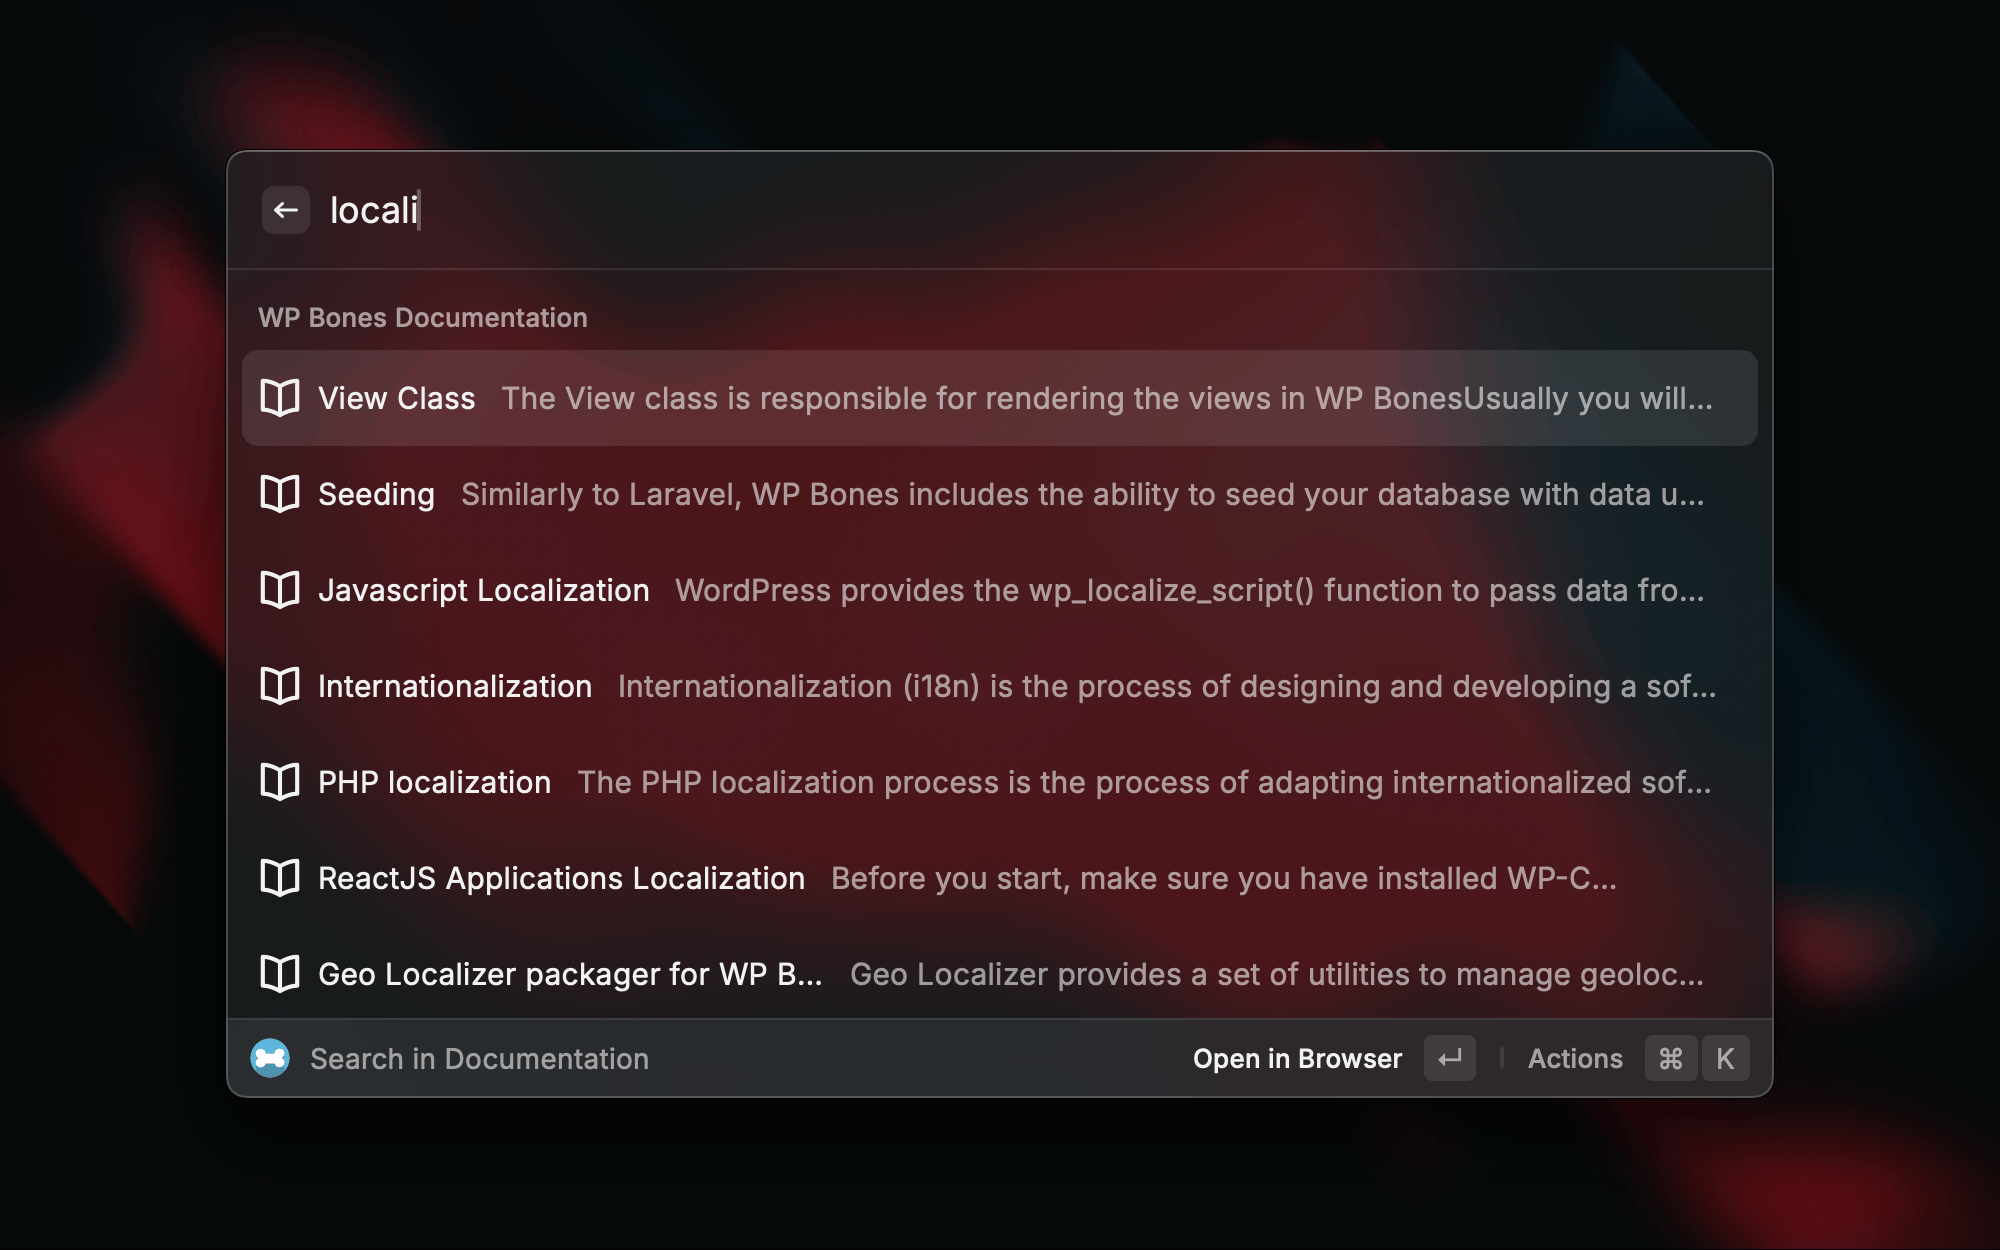 locali
WP Bones Documentation
View Class The View class is responsible for rendering the views in WP BonesUsually you will...
Seeding Similarly to Laravel, WP Bones includes the ability to seed your database with data u...
Javascript Localization WordPress provides the wp_localize_script() function to pass data fro...
Internationalization Internationalization (i18n) is the process of designing and developing a sof...
PHP localization The PHP localization process is the process of adapting internationalized sof...
ReactJS Applications Localization Before you start, make sure you have installed WP-C...
Geo Localizer packager for WP B... Geo Localizer provides a set of utilities to manage geoloc...
Search in Documentation Open in Browser ↵ Actions ⌘ K